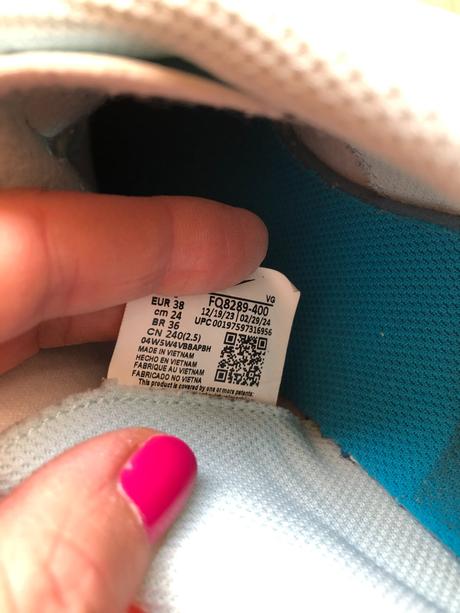 EUR 38
cm 24
BR 36
CN 240(2.5)
04W5W4VB8APBH
FQ8289-400
VG
12/19/23 | 02/29/24
UPC 00197597316956
MADE IN VIETNAM
HECHO EN VIETNAM
FABRIQUE AU VIETNAM
FABRICADO NO VIETNA
This product is covered by one or more patents